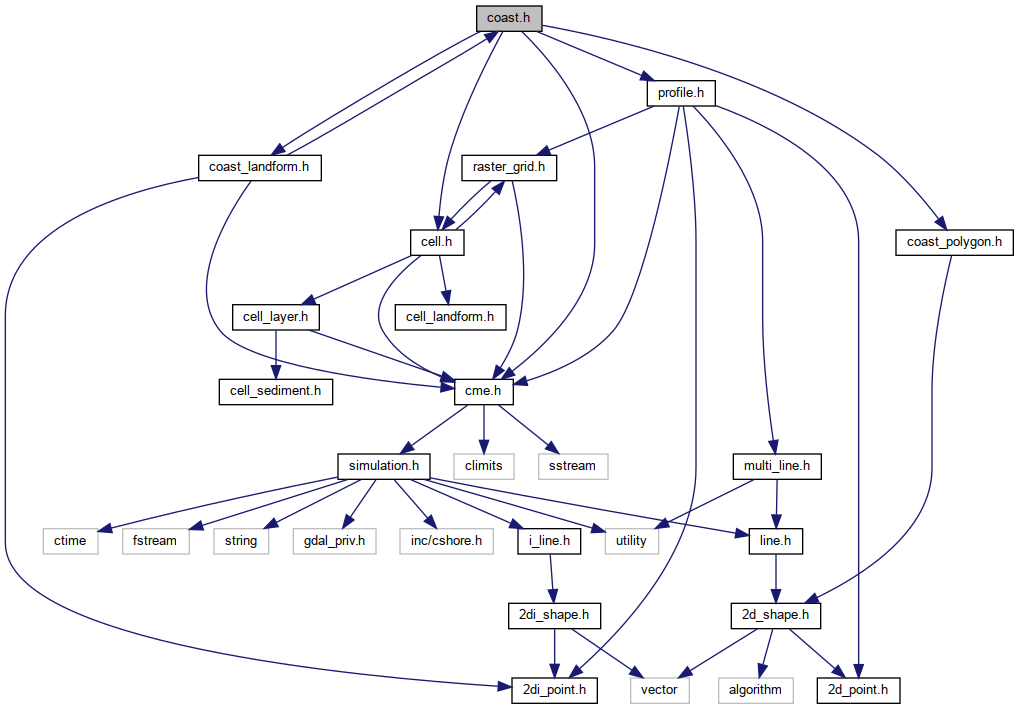 coast.h
profile.h
coast_landform.h
raster_grid.h
cell.h
coast_polygon.h
cell_layer.h
cell_landform.h
cell_sediment.h
cme.h
simulation.h
climits
sstream
multi_line.h
ctime
fstream
string
gdal_priv.h
inc/cshore.h
i_line.h
utility
line.h
2di_shape.h
2d_shape.h
2di_point.h
vector
algorithm
2d_point.h